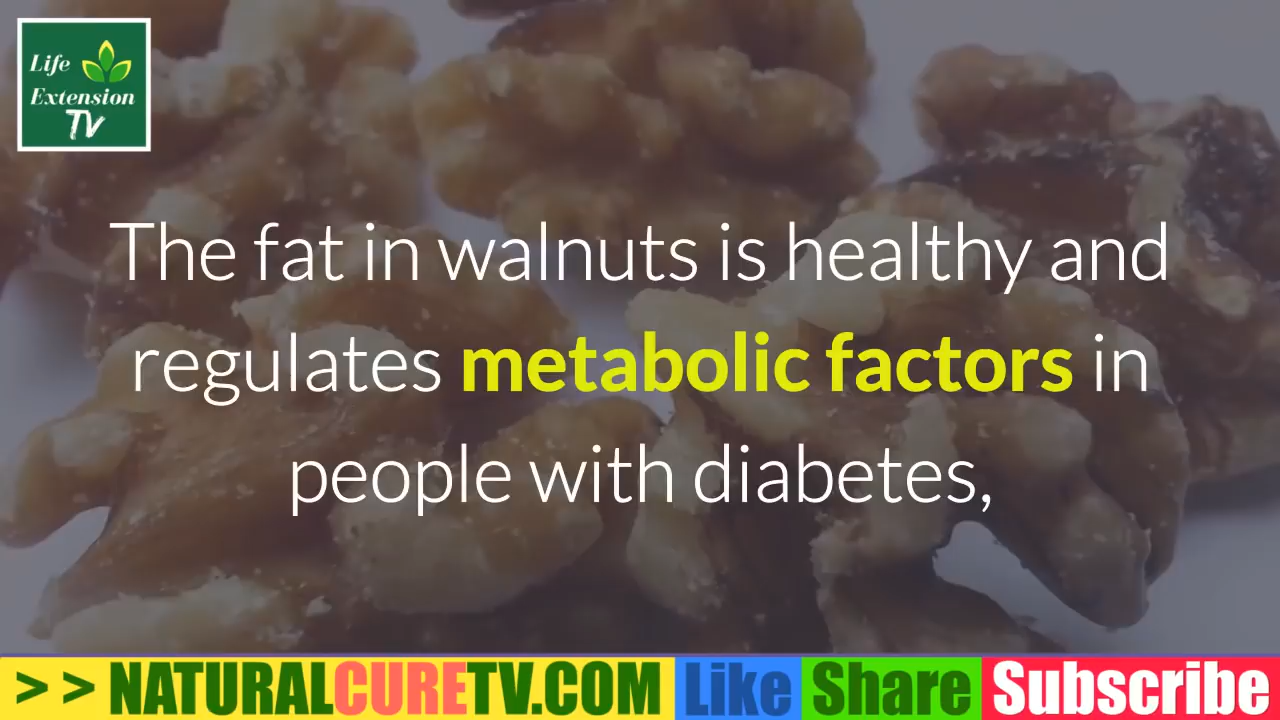 Life
Extension
TV
The fat in walnuts is healthy and
regulates metabolic factors in
people with diabetes,
> > NATURALCURETV.COM Like Share Subscribe